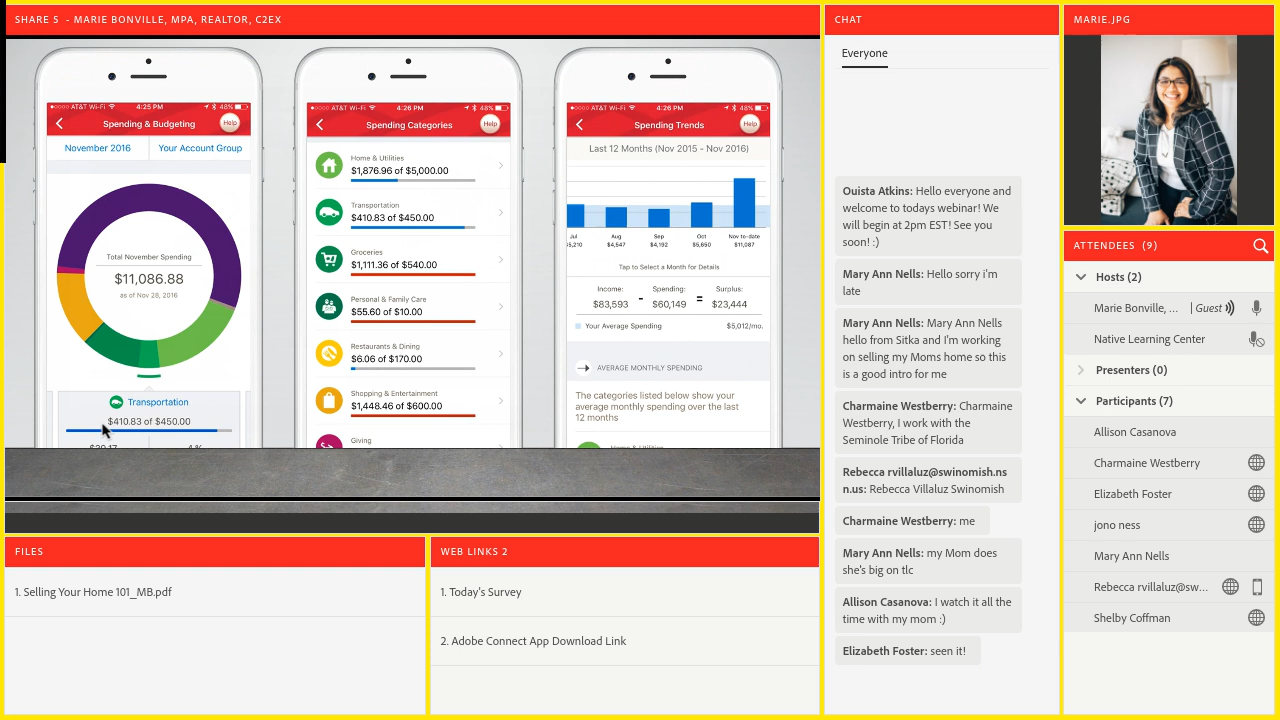 SHARE 5 - MARIE BONVILLE, MPA, REALTOR, C2EX
AT&T Wi-Fi 4:25 PM 48%
Spending & Budgeting
Help
November 2016
Your Account Group
Total November Spending
$11,086.88
as of Nov 28, 2016
Transportation
$410.83 of $450.00
AT&T Wi-Fi 4:26 PM 48%
Spending Categories
Help
Home & Utilities
$1,876.96 of $5,000.00
Transportation
$410.83 of $450.00
Groceries
$1,111.36 of $540.00
Personal & Family Care
$55.60 of $10.00
Restaurants & Dining
$6.06 of $170.00
Shopping & Entertainment
$1,448.46 of $600.00
Giving
AT&T Wi-Fi 4:26 PM 48%
Spending Trends
Help
Last 12 Months (Nov 2015 - Nov 2016)
Jul Aug Sep Oct Nov to-date
5,210 $4,547 $4,192 $5,650 $11,087
Tap to Select a Month for Details
Income: Spending: Surplus:
$83,593 - $60,149 = $23,444
Your Average Spending $5,012/mo.
AVERAGE MONTHLY SPENDING
The categories listed below show your
average monthly spending over the last
12 months
Home & Utilities
FILES
1. Selling Your Home 101_MB.pdf
WEB LINKS 2
1. Today's Survey
2. Adobe Connect App Download Link
CHAT
Everyone
Ouista Atkins: Hello everyone and
welcome to todays webinar! We
will begin at 2pm EST! See you
soon! :)
Mary Ann Nells: Hello sorry i'm
late
Mary Ann Nells: Mary Ann Nells
hello from Sitka and I'm working
on selling my Moms home so this
is a good intro for me
Charmaine Westberry: Charmaine
Westberry, I work with the
Seminole Tribe of Florida
Rebecca rvillaluz@swinomish.ns
n.us: Rebecca Villaluz Swinomish
Charmaine Westberry: me
Mary Ann Nells: my Mom does
she's big on tlc
Allison Casanova: I watch it all the
time with my mom :)
Elizabeth Foster: seen it!
MARIE.JPG
ATTENDEES (9)
Hosts (2)
Marie Bonville, ... | Guest
Native Learning Center
Presenters (0)
Participants (7)
Allison Casanova
Charmaine Westberry
Elizabeth Foster
jono ness
Mary Ann Nells
Rebecca rvillaluz@sw...
Shelby Coffman